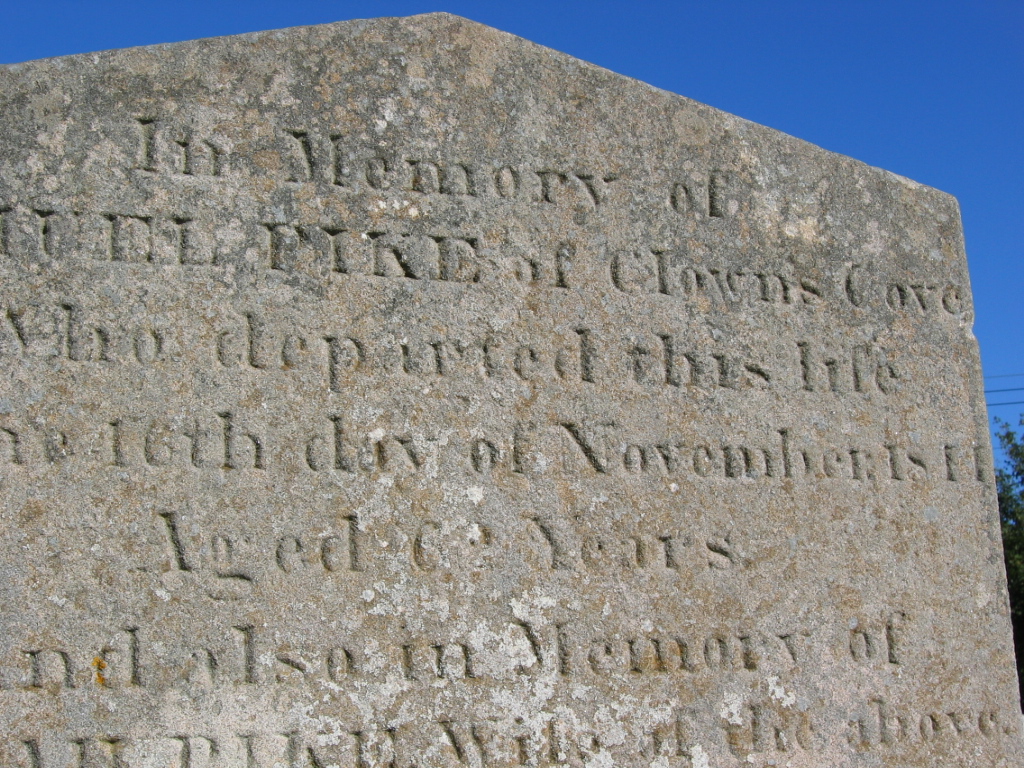 In Memory of
PIKE of Clowns Cove
Who departed this life
16th day of November
Aged Years
And also in Memory of
PIKE Wife of the above